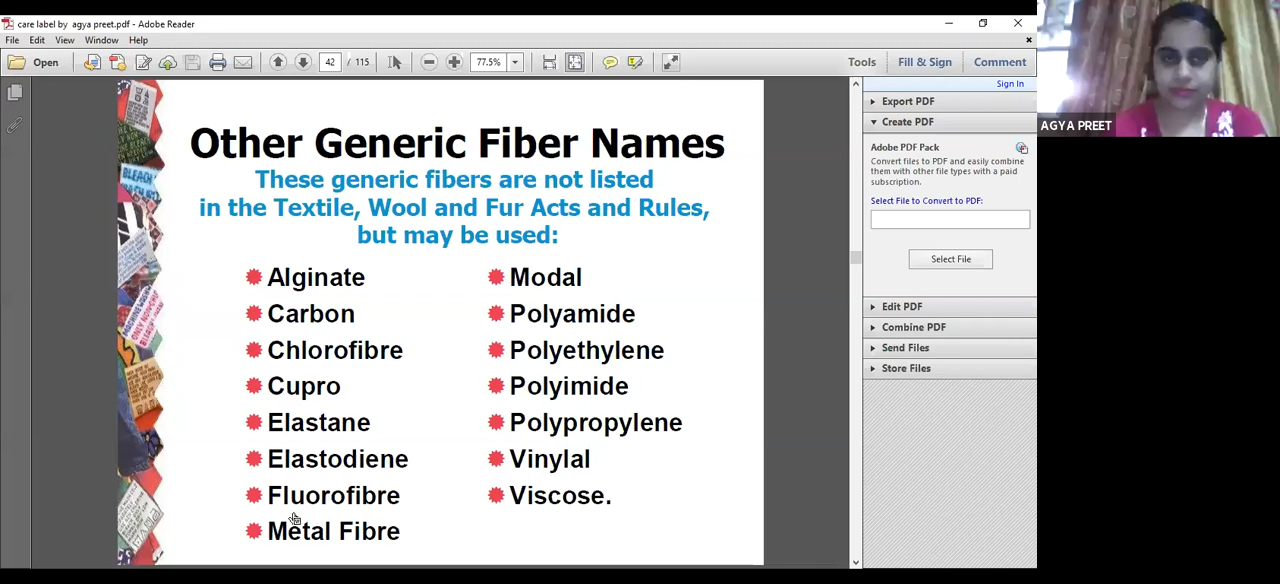 care label by agya preet.pdf - Adobe Reader
File Edit View Window Help
Open 42 / 115 77.5% Tools Fill & Sign Comment
Sign In
Export PDF
Create PDF
Adobe PDF Pack
Convert files to PDF and easily combine
them with other file types with a paid
subscription.
Select File to Convert to PDF:
Select File
Edit PDF
Combine PDF
Send Files
Store Files
AGYA PREET
Other Generic Fiber Names
These generic fibers are not listed
in the Textile, Wool and Fur Acts and Rules,
but may be used:
Alginate
Carbon
Chlorofibre
Cupro
Elastane
Elastodiene
Fluorofibre
Metal Fibre
Modal
Polyamide
Polyethylene
Polyimide
Polypropylene
Vinylal
Viscose.
BLEACH